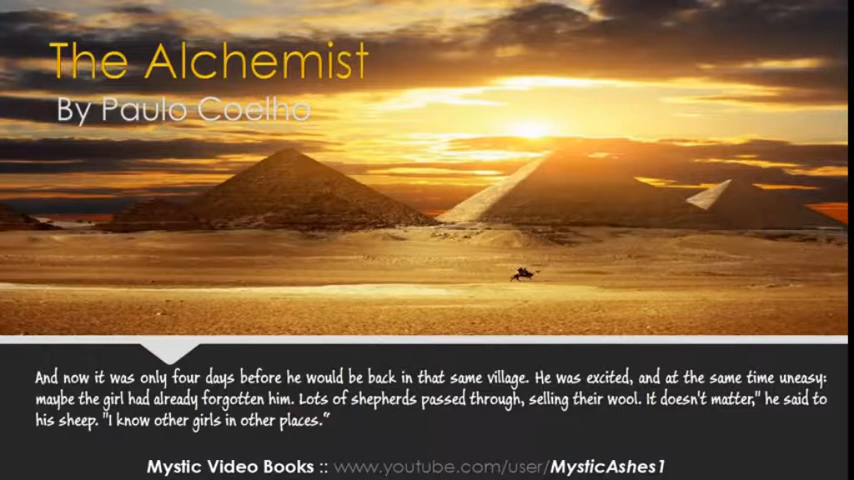 The Alchemist
By Paulo Coelho
And now it was only four days before he would be back in that same village. He was excited, and at the same time uneasy:
maybe the girl had already forgotten him. Lots of shepherds passed through, selling their wool. It doesn't matter," he said to
his sheep. "I know other girls in other places.“
Mystic Video Books :: www.youtube.com/user/MysticAshes1